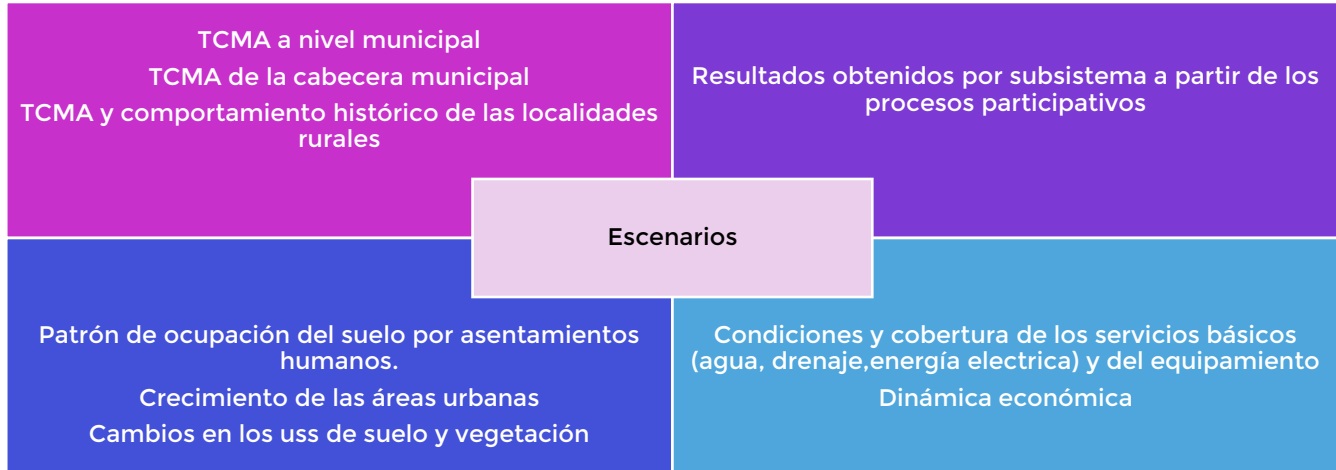 TCMA a nivel municipal
TCMA de la cabecera municipal
TCMA y comportamiento histórico de las localidades
rurales
Resultados obtenidos por subsistema a partir de los
procesos participativos
Escenarios
Patrón de ocupación del suelo por asentamientos
humanos.
Crecimiento de las áreas urbanas
Cambios en los uss de suelo y vegetación
Condiciones y cobertura de los servicios básicos
(agua, drenaje,energía electrica) y del equipamiento
Dinámica económica